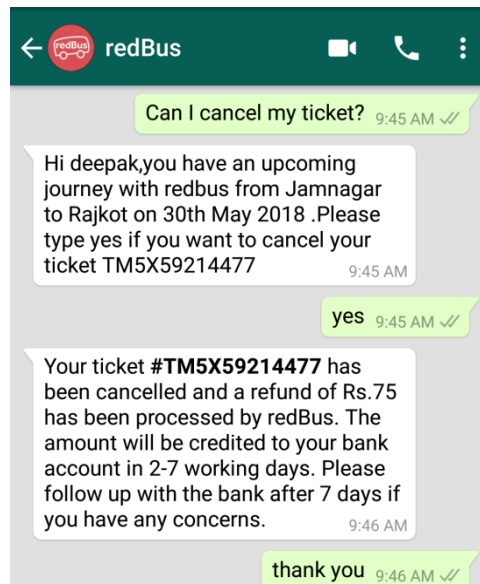 redBus redBus
Can I cancel my ticket? 9:45 AM
Hi deepak,you have an upcoming
journey with redbus from Jamnagar
to Rajkot on 30th May 2018 .Please
type yes if you want to cancel your
ticket TM5X59214477 9:45 AM
yes 9:45 AM
Your ticket #TM5X59214477 has
been cancelled and a refund of Rs.75
has been processed by redBus. The
amount will be credited to your bank
account in 2-7 working days. Please
follow up with the bank after 7 days if
you have any concerns. 9:46 AM
thank you 9:46 AM